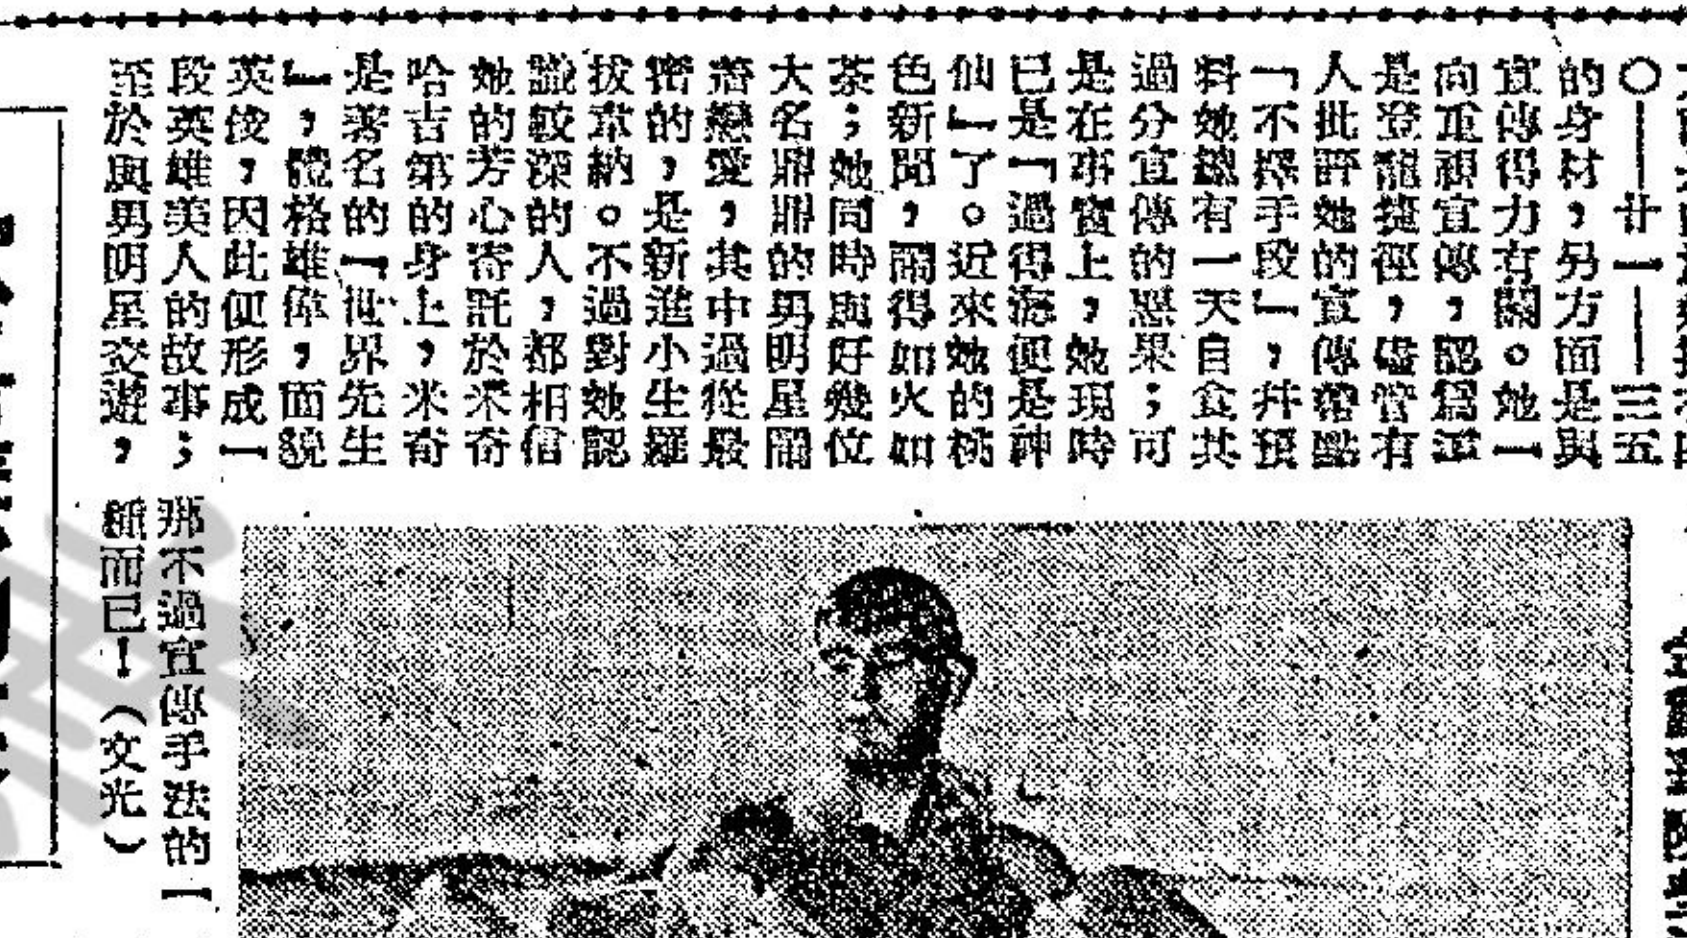 ○——廿一——三五
的身材，另方面是與
宣傳得力有關。她一
向重視宣傳，認爲這
是登龍捷徑，儘管有
人批評她的宣傳帶點
「不擇手段」，幷預
料她總有一天自食其
過分宣傳的惡果；可
是在事實上，她現時
已是「過得海便是神
仙」了。近來她的桃
色新聞，鬧得如火如
荼；她同時與好幾位
大名鼎鼎的男明星鬧
着戀愛，其中過從最
密的，是新進小生羅
拔韋納。不過對她認
識較深的人，都相信
她的芳心寄託於米奇
哈吉第的身上，米奇
是著名的「世界先生
」，體格雄偉，面貌
英俊，因此便形成一
段英雄美人的故事；
至於與男明星交遊，
那不過宣傳手法的一
種而已！（文光）